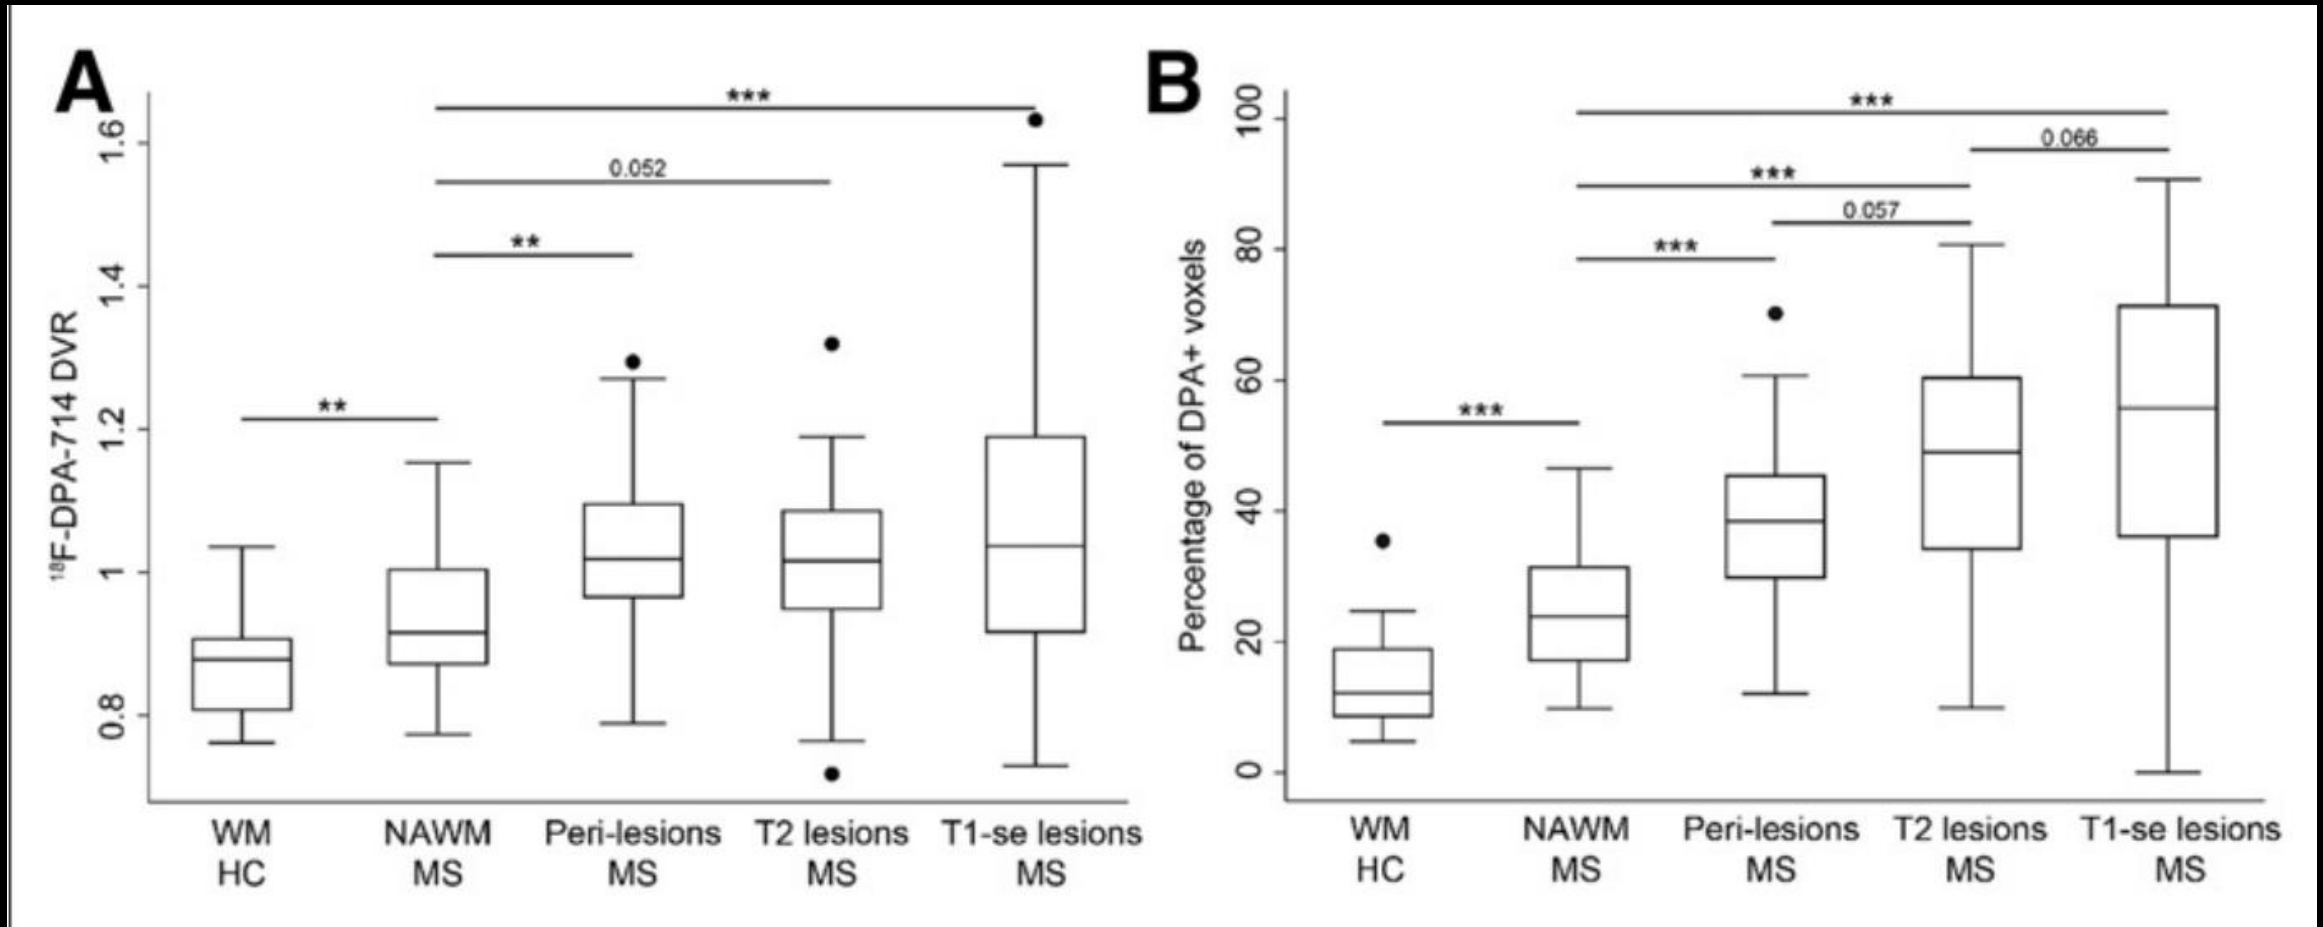 A
18F-DPA-714 DVR
1.6
1.4
1.2
1
0.8
***
0.052
**
**
WM
HC
NAWM
MS
Peri-lesions
MS
T2 lesions
MS
T1-se lesions
MS
B
Percentage of DPA+ voxels
100
80
60
40
20
0
***
0.066
***
0.057
***
***
WM
HC
NAWM
MS
Peri-lesions
MS
T2 lesions
MS
T1-se lesions
MS